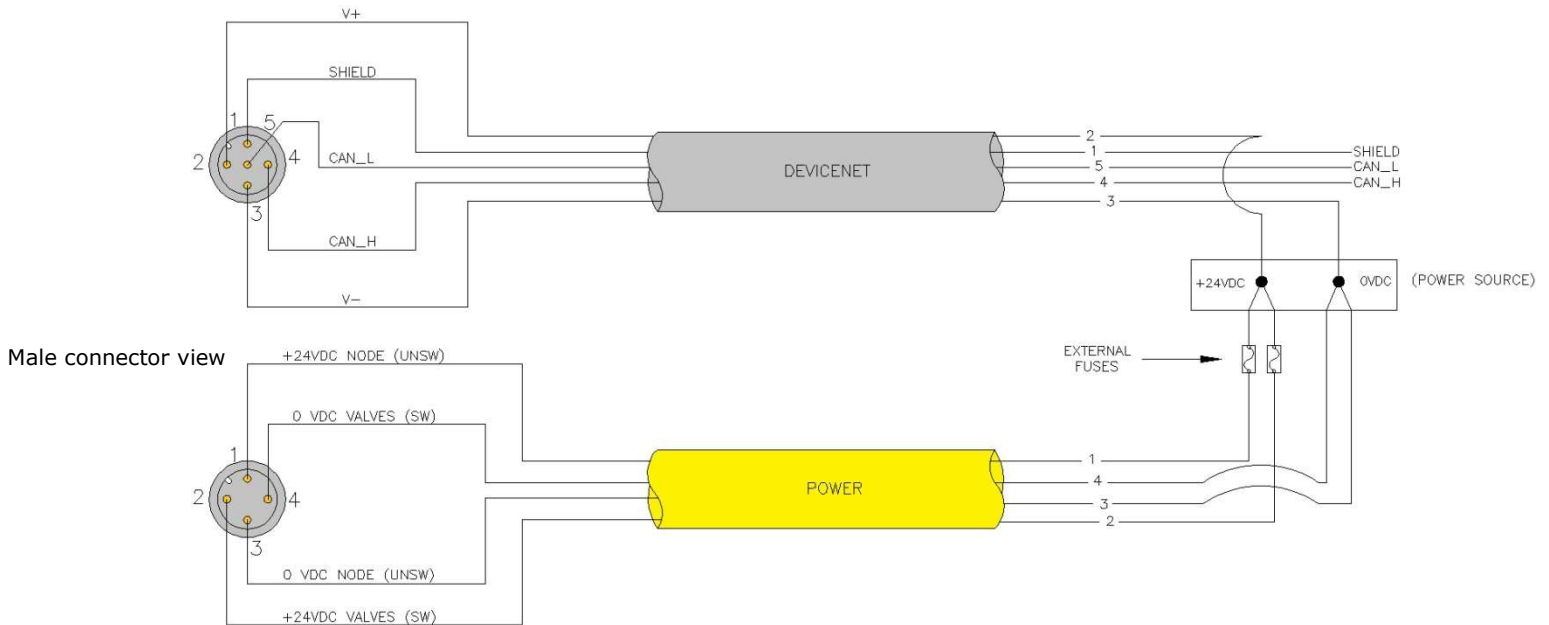 V+
SHIELD
1 5
2 4
CAN_L
3
CAN_H
V-
DEVICENET
2
1 SHIELD
5 CAN_L
4 CAN_H
3
+24VDC 0VDC (POWER SOURCE)
EXTERNAL
FUSES
Male connector view
+24VDC NODE (UNSW)
0 VDC VALVES (SW)
1
2 4
3
0 VDC NODE (UNSW)
+24VDC VALVES (SW)
POWER
1
4
3
2